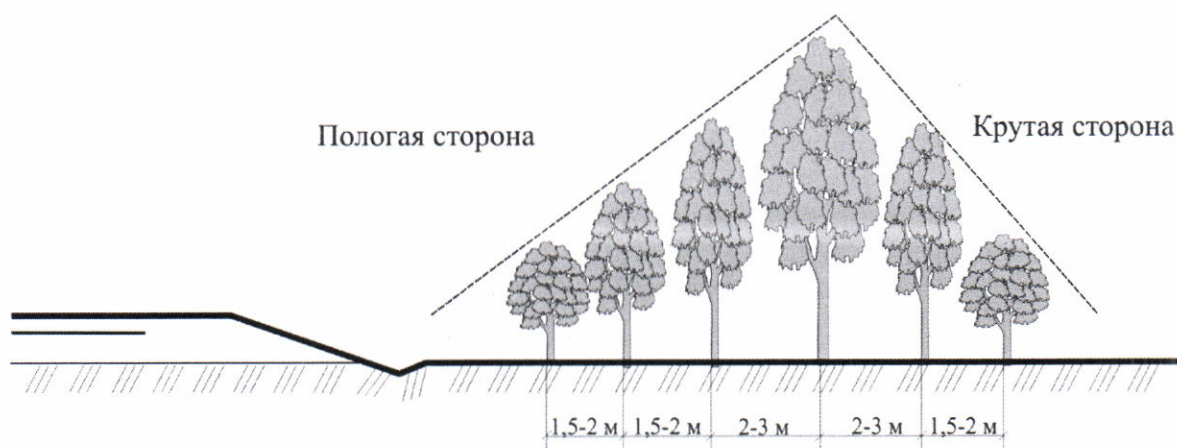 Пологая сторона
Крутая сторона
1,5-2 м 1,5-2 м 2-3 м 2-3 м 1,5-2 м